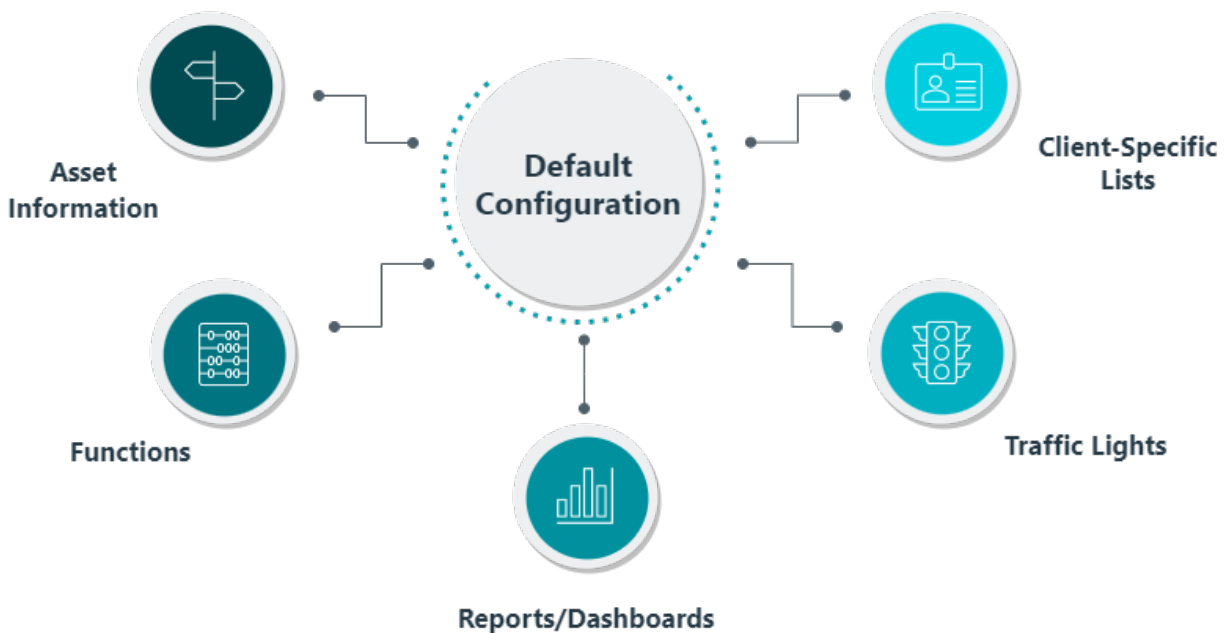 Default
Configuration
Asset
Information
Client-Specific
Lists
Functions
Traffic Lights
Reports/Dashboards